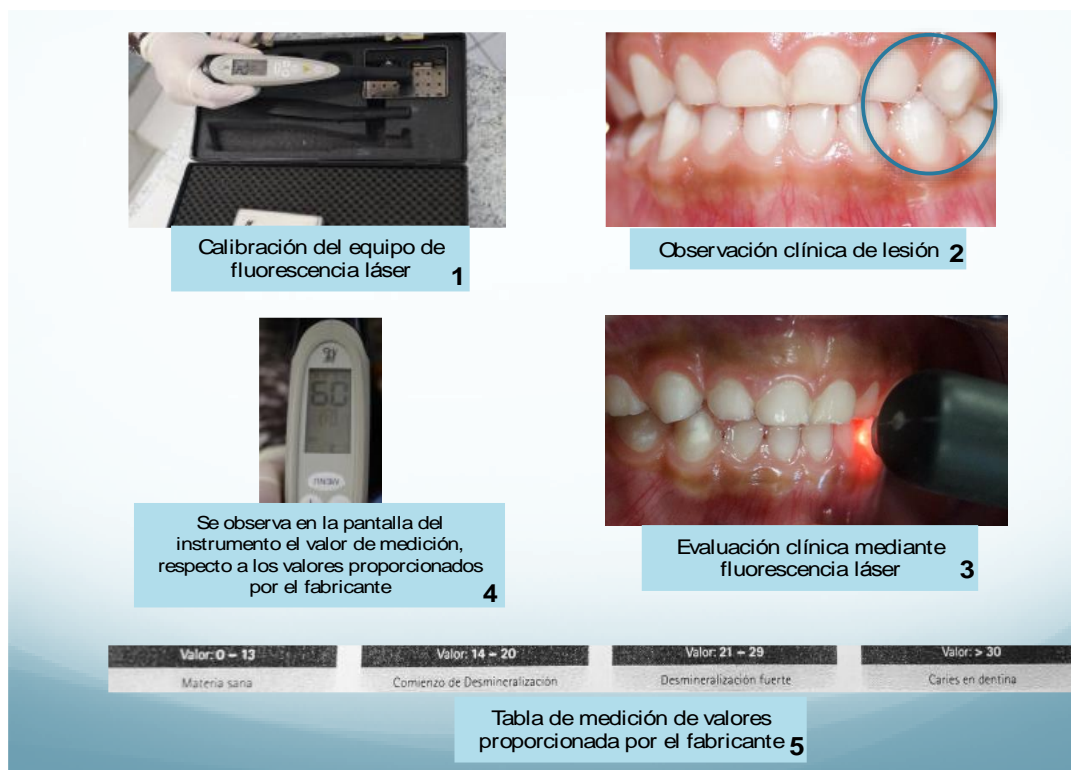 Calibración del equipo de
fluorescencia láser
1
Observación clínica de lesión 2
Evaluación clínica mediante
fluorescencia láser 3
60
MENU
Se observa en la pantalla del
instrumento el valor de medición,
respecto a los valores proporcionados
por el fabricante
4
Valor: 0 – 13
Valor: 14 – 20
Valor: 21 – 29
Valor: > 30
Materia sana
Comienzo de Desmineralización
Desmineralización fuerte
Caries en dentina
Tabla de medición de valores
proporcionada por el fabricante 5